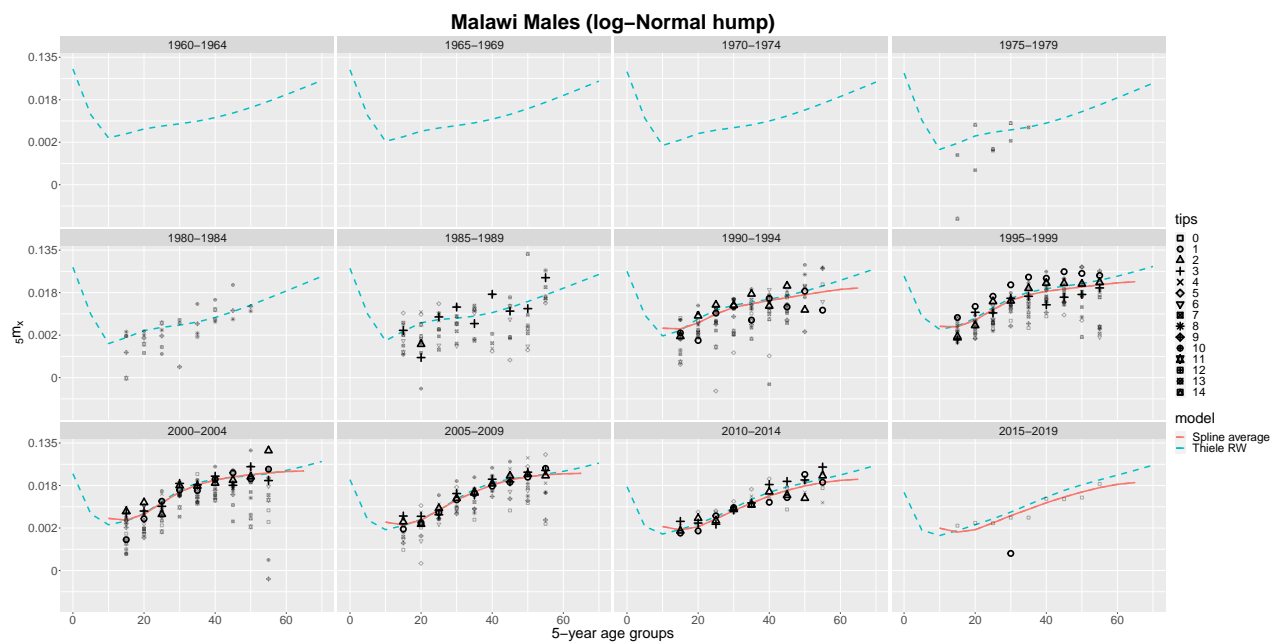 Malawi Males (log−Normal hump)
1960−1964 1965−1969 1970−1974 1975−1979
0.135
0.018
0.002
0
1980−1984 1985−1989 1990−1994 1995−1999
0.135
0.018
0.002
0
2000−2004 2005−2009 2010−2014 2015−2019
0.135
0.018
0.002
0
0 20 40 60 0 20 40 60 0 20 40 60 0 20 40 60
5−year age groups
5mx
tips
0
1
2
3
4
5
6
7
8
9
10
11
12
13
14
model
Spline average
Thiele RW